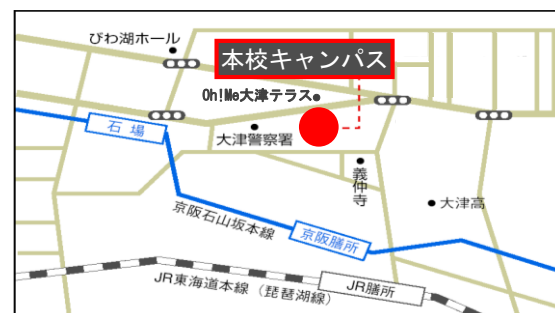 びわ湖ホール
本校キャンパス
Oh!Me大津テラス
石場
大津警察署
義仲寺
大津高
京阪石山坂本線
京阪膳所
JR東海道本線（琵琶湖線）
JR膳所